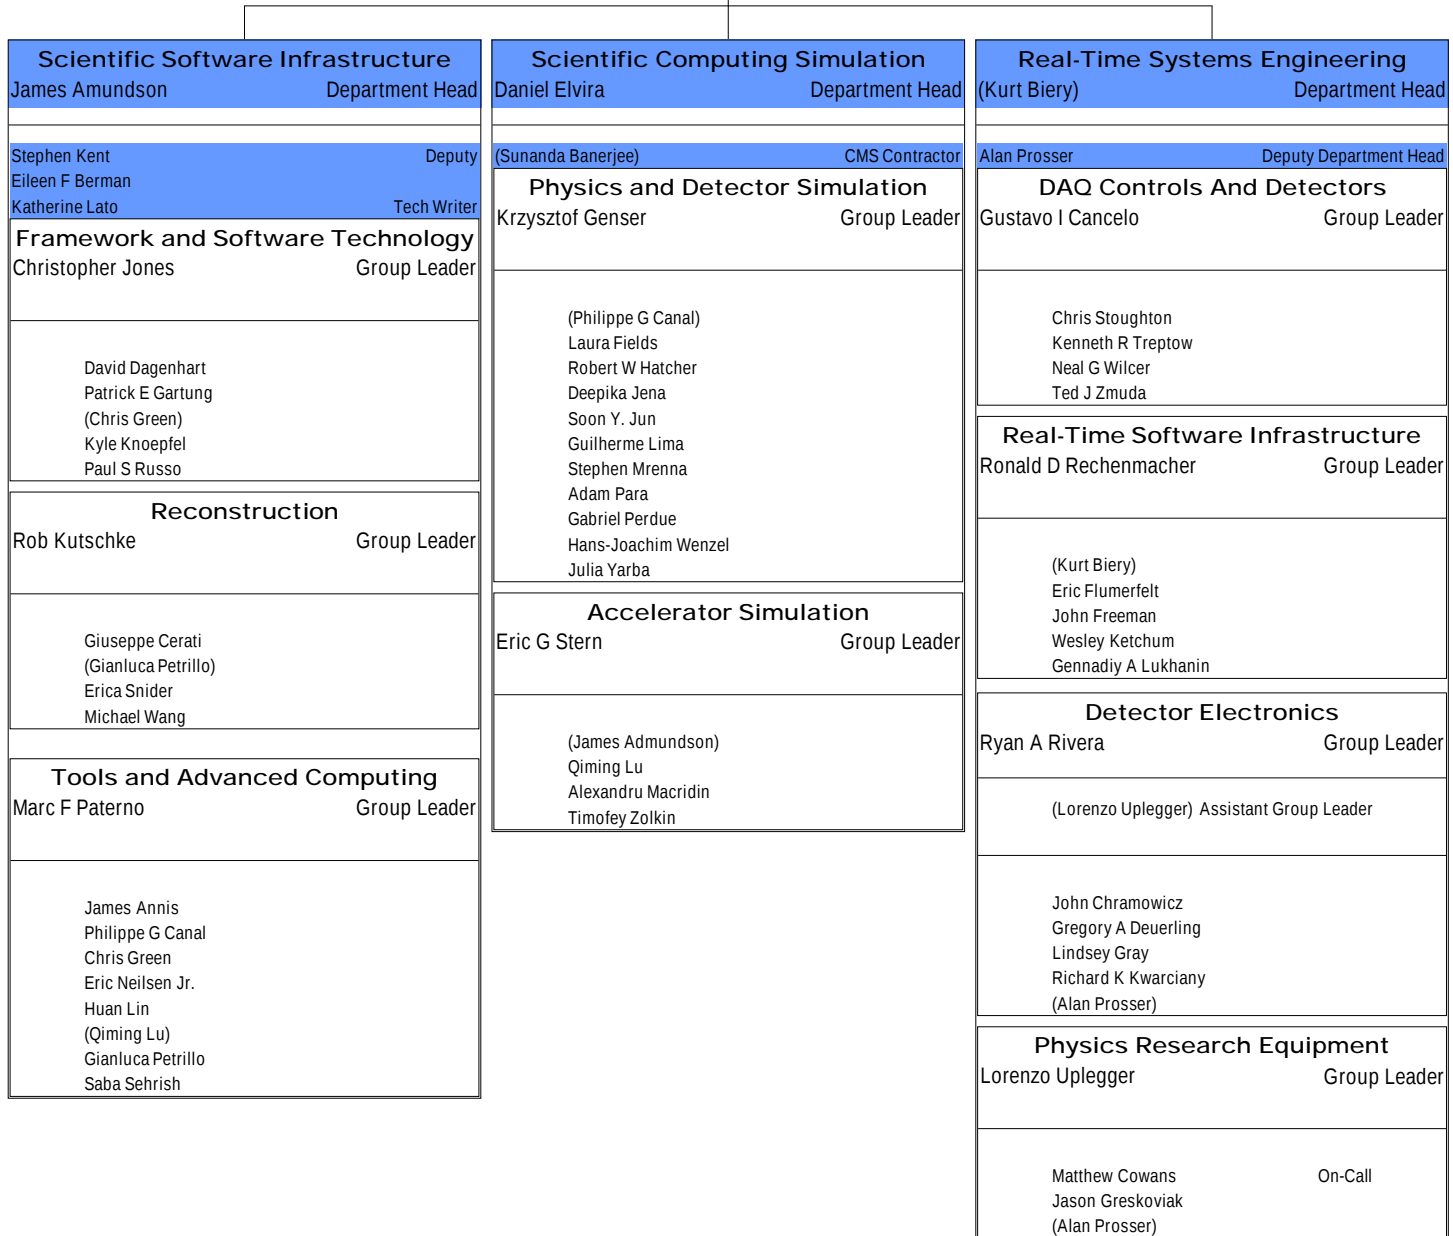 Scientific Software Infrastructure
James Amundson Department Head
Stephen Kent Deputy
Eileen F Berman
Katherine Lato Tech Writer
Framework and Software Technology
Christopher Jones Group Leader
David Dagenhart
Patrick E Gartung
(Chris Green)
Kyle Knoepfel
Paul S Russo
Reconstruction
Rob Kutschke Group Leader
Giuseppe Cerati
(Gianluca Petrillo)
Erica Snider
Michael Wang
Tools and Advanced Computing
Marc F Paterno Group Leader
James Annis
Philippe G Canal
Chris Green
Eric Neilsen Jr.
Huan Lin
(Qiming Lu)
Gianluca Petrillo
Saba Sehrish
Scientific Computing Simulation
Daniel Elvira Department Head
(Sunanda Banerjee) CMS Contractor
Physics and Detector Simulation
Krzysztof Genser Group Leader
(Philippe G Canal)
Laura Fields
Robert W Hatcher
Deepika Jena
Soon Y. Jun
Guilherme Lima
Stephen Mrenna
Adam Para
Gabriel Perdue
Hans-Joachim Wenzel
Julia Yarba
Accelerator Simulation
Eric G Stern Group Leader
(James Admundson)
Qiming Lu
Alexandru Macridin
Timofey Zolkin
Real-Time Systems Engineering
(Kurt Biery) Department Head
Alan Prosser Deputy Department Head
DAQ Controls And Detectors
Gustavo I Cancelo Group Leader
Chris Stoughton
Kenneth R Treptow
Neal G Wilcer
Ted J Zmuda
Real-Time Software Infrastructure
Ronald D Rechenmacher Group Leader
(Kurt Biery)
Eric Flumerfelt
John Freeman
Wesley Ketchum
Gennadiy A Lukhanin
Detector Electronics
Ryan A Rivera Group Leader
(Lorenzo Uplegger) Assistant Group Leader
John Chramowicz
Gregory A Deuerling
Lindsey Gray
Richard K Kwarciany
(Alan Prosser)
Physics Research Equipment
Lorenzo Uplegger Group Leader
Matthew Cowans On-Call
Jason Greskoviak
(Alan Prosser)